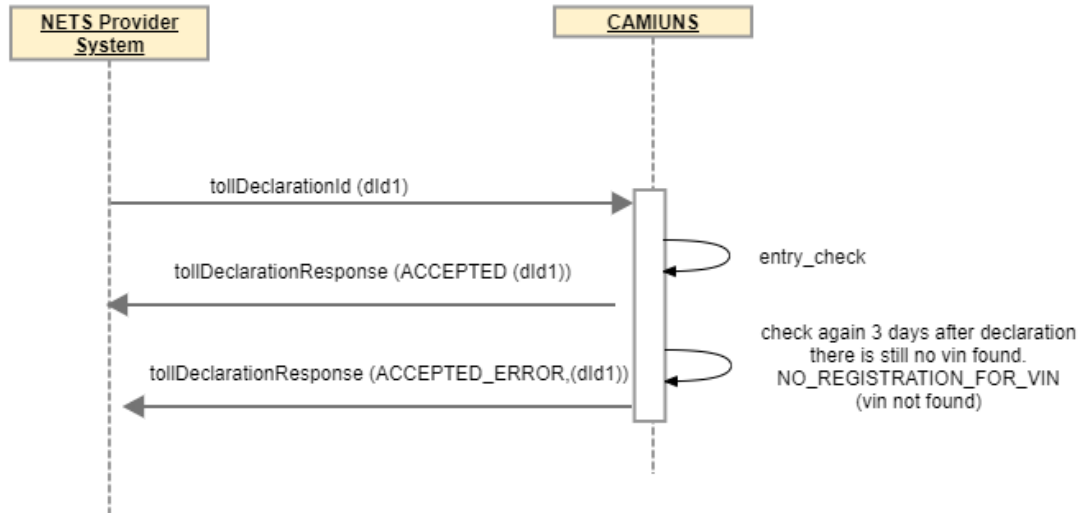 NETS Provider
System
CAMIUNS
tollDeclarationId (dId1)
entry_check
tollDeclarationResponse (ACCEPTED (dId1))
check again 3 days after declaration
there is still no vin found.
NO_REGISTRATION_FOR_VIN
(vin not found)
tollDeclarationResponse (ACCEPTED_ERROR,(dId1))